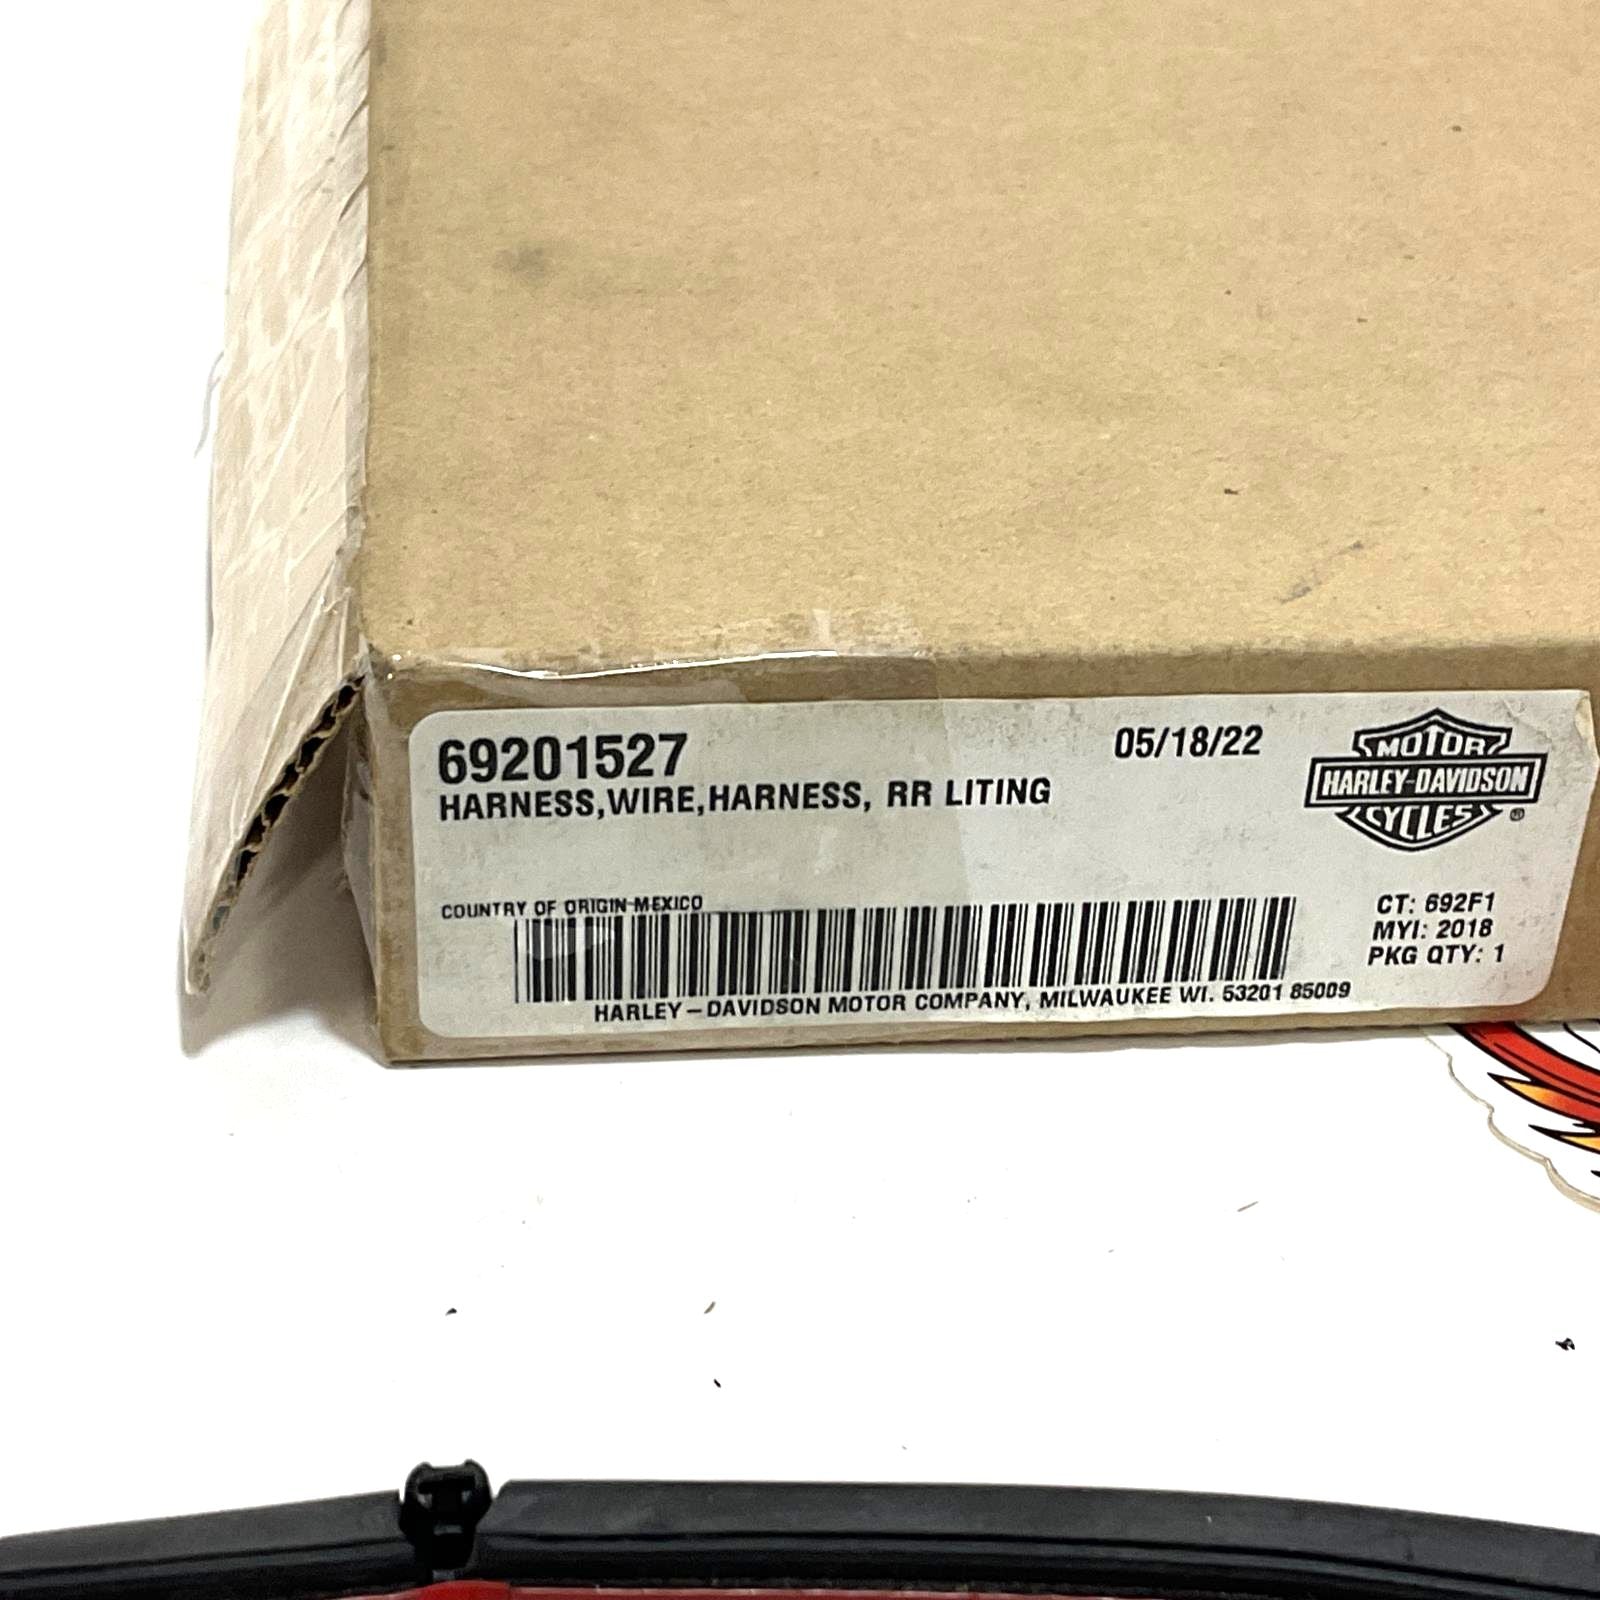 69201527
HARNESS,WIRE,HARNESS, RR LITING
05/18/22
MOTOR
HARLEY-DAVIDSON
CYCLES®
COUNTRY OF ORIGIN MEXICO
CT: 692F1
MYI: 2018
PKG QTY: 1
HARLEY–DAVIDSON MOTOR COMPANY, MILWAUKEE WI. 53201 85009